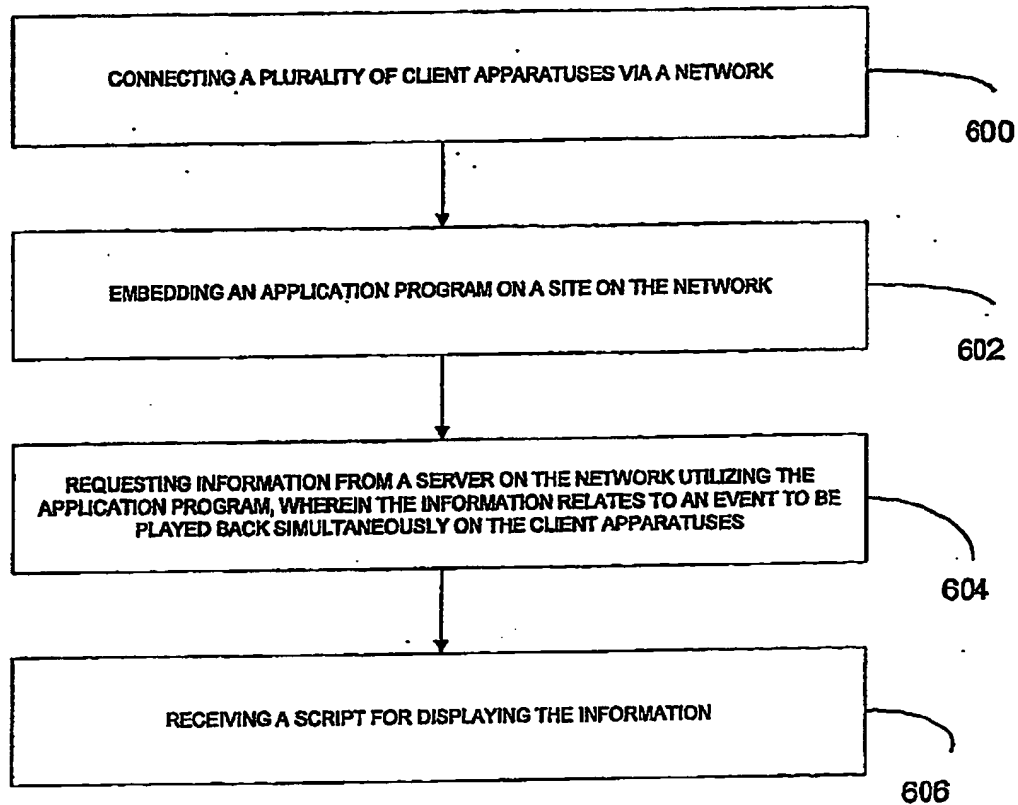 CONNECTING A PLURALITY OF CLIENT APPARATUSES VIA A NETWORK
600
EMBEDDING AN APPLICATION PROGRAM ON A SITE ON THE NETWORK
602
REQUESTING INFORMATION FROM A SERVER ON THE NETWORK UTILIZING THE
APPLICATION PROGRAM, WHEREIN THE INFORMATION RELATES TO AN EVENT TO BE
PLAYED BACK SIMULTANEOUSLY ON THE CLIENT APPARATUSES
604
RECEIVING A SCRIPT FOR DISPLAYING THE INFORMATION
606